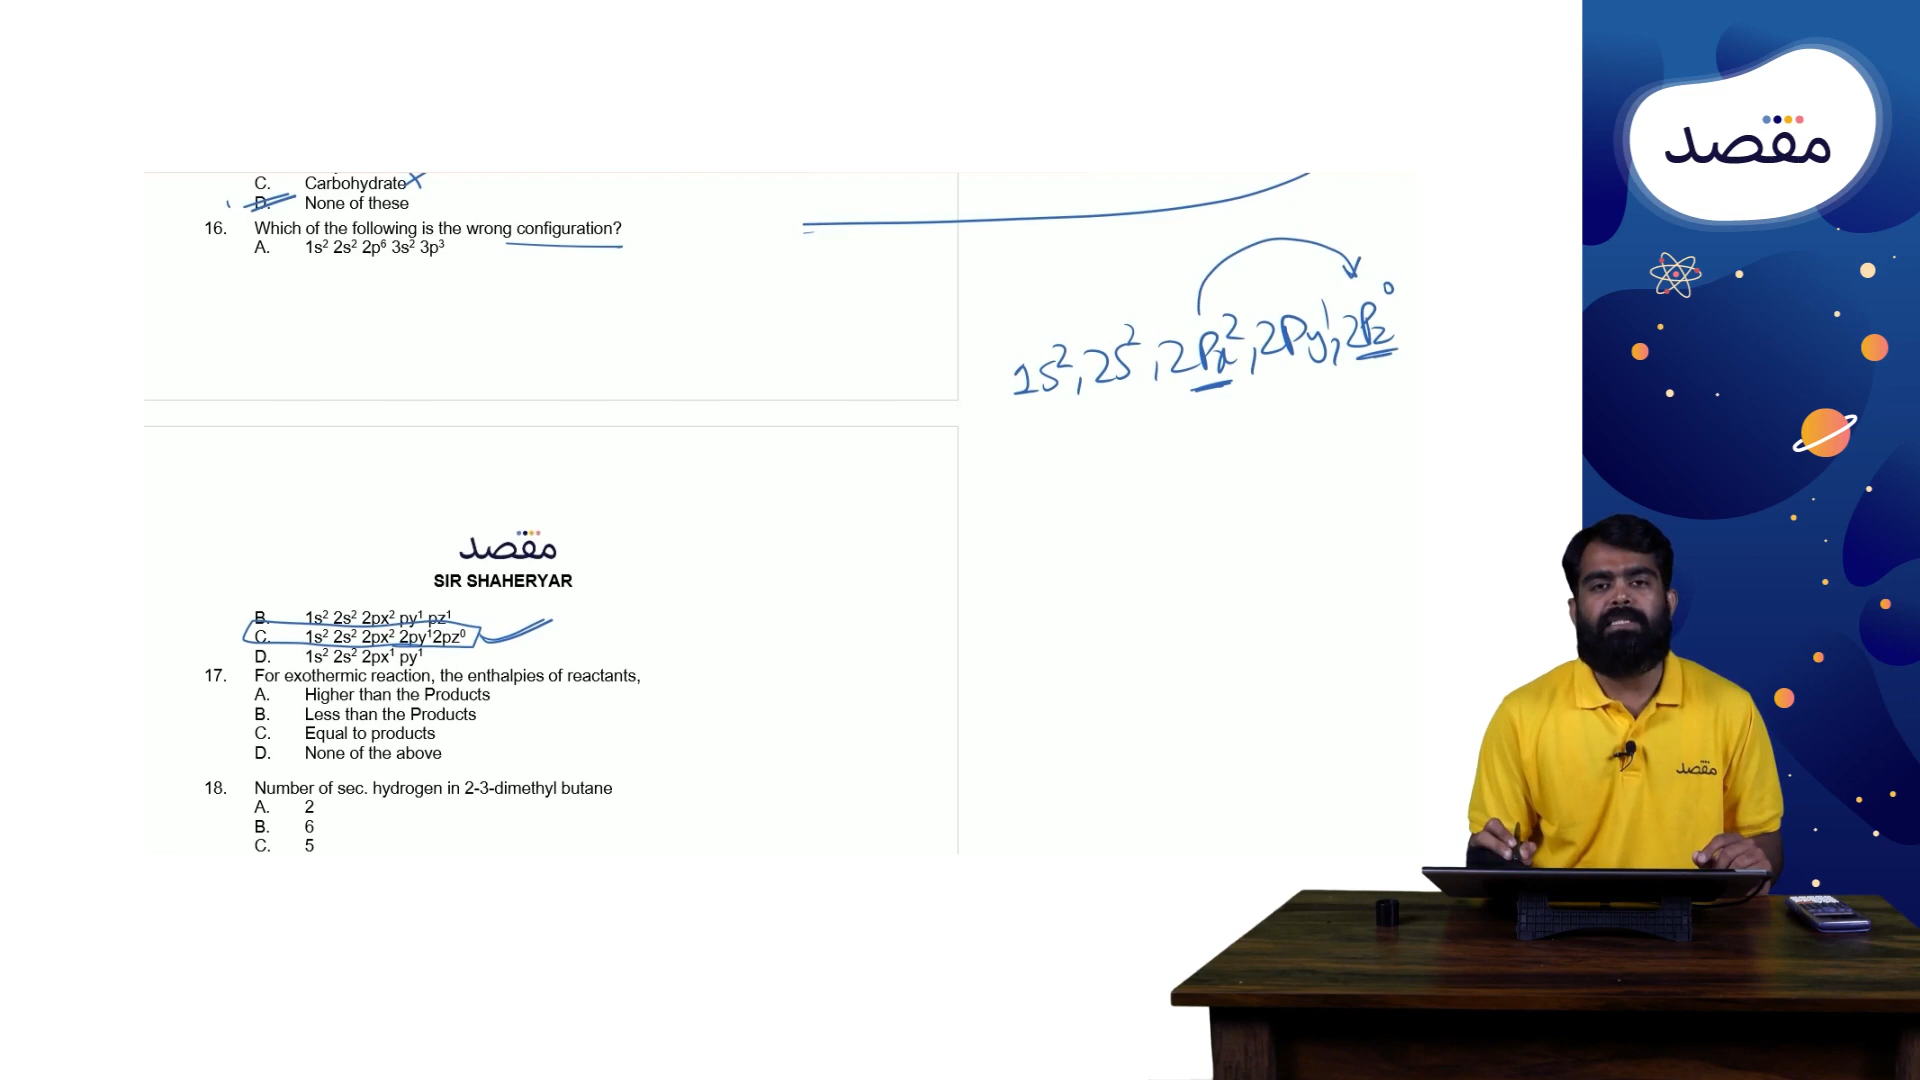 مقصد
C. Carbohydrate
D. None of these
16. Which of the following is the wrong configuration?
A. 1s² 2s² 2p⁶ 3s² 3p³
1s², 2s², 2Px², 2Py¹, 2Pz⁰
مقصد
SIR SHAHERYAR
B. 1s² 2s² 2px² py¹ pz¹
C. 1s² 2s² 2px² 2py¹2pz⁰
D. 1s² 2s² 2px¹ py¹
17. For exothermic reaction, the enthalpies of reactants,
A. Higher than the Products
B. Less than the Products
C. Equal to products
D. None of the above
18. Number of sec. hydrogen in 2-3-dimethyl butane
A. 2
B. 6
C. 5
مقصد